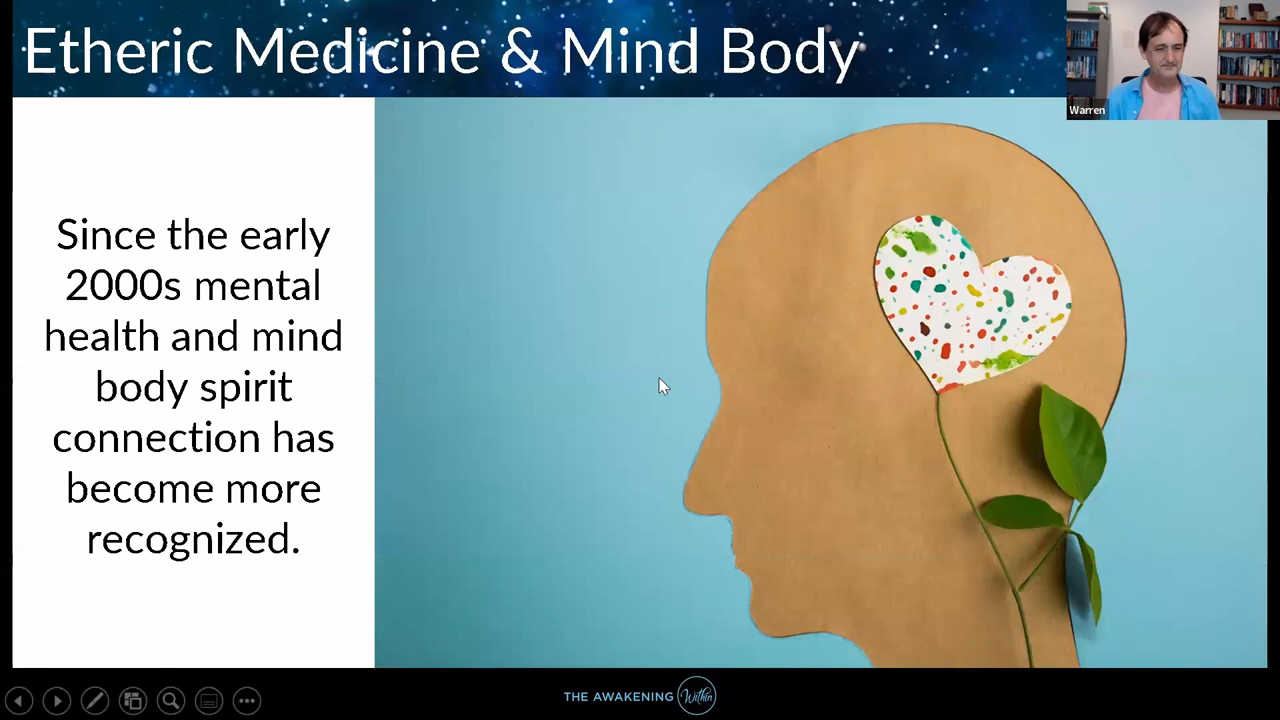 Etheric Medicine & Mind Body
Warren
Since the early
2000s mental
health and mind
body spirit
connection has
become more
recognized.
THE AWAKENING Within